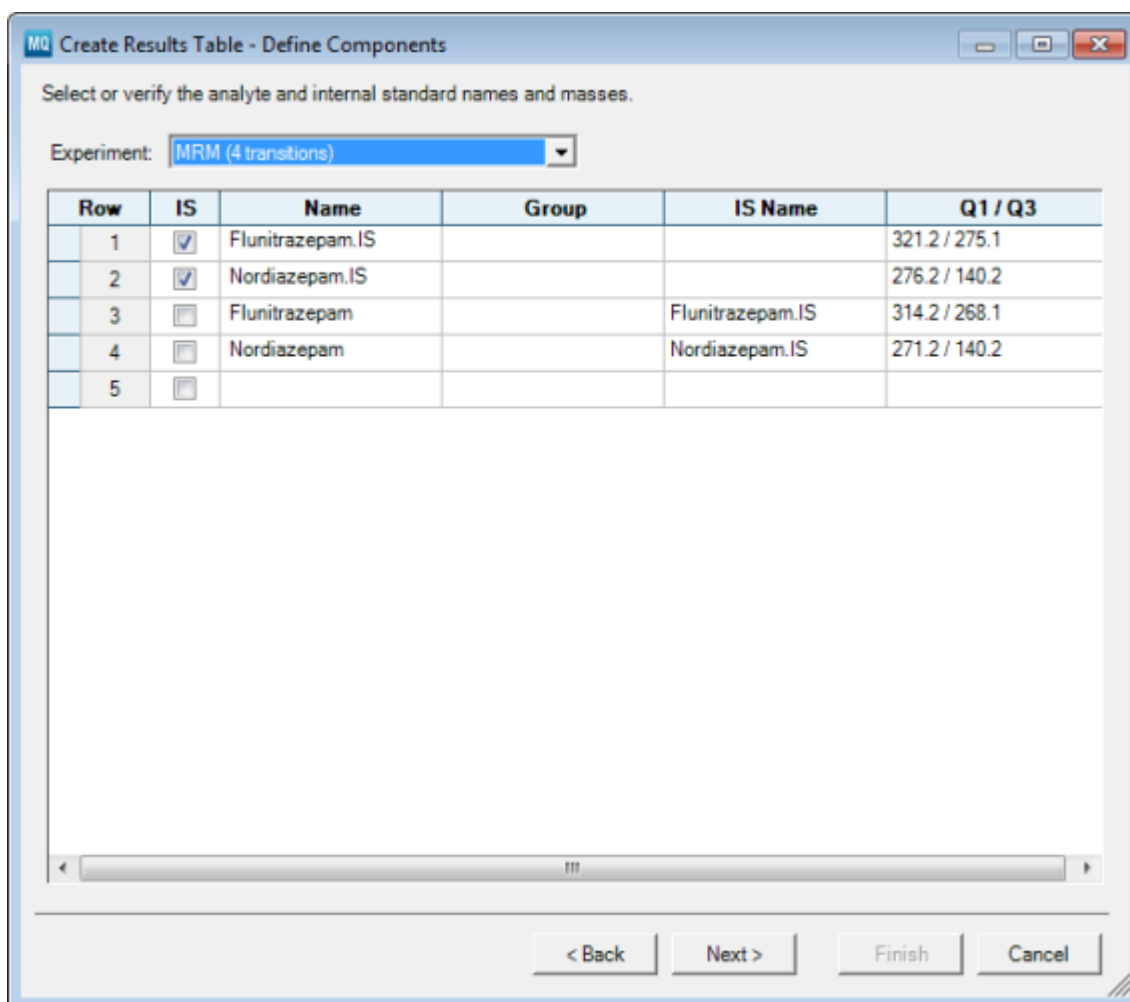 MQ Create Results Table - Define Components
Select or verify the analyte and internal standard names and masses.
Experiment: MRM (4 transitions)
Row IS Name Group IS Name Q1 / Q3
1 Flunitrazepam.IS 321.2 / 275.1
2 Nordiazepam.IS 276.2 / 140.2
3 Flunitrazepam Flunitrazepam.IS 314.2 / 268.1
4 Nordiazepam Nordiazepam.IS 271.2 / 140.2
5
< Back Next > Finish Cancel